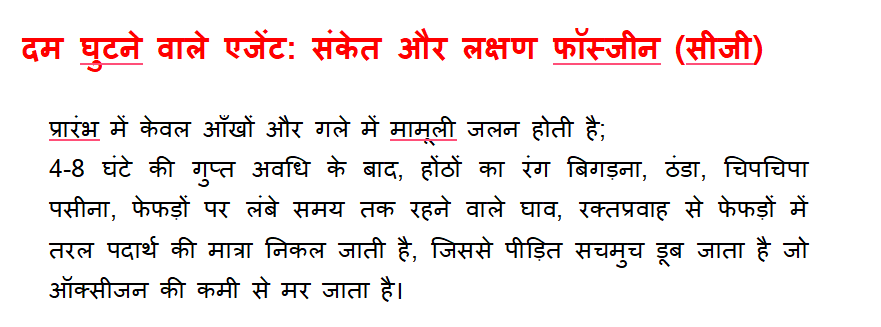 दम घुटने वाले एजेंट: संकेत और लक्षण फॉस्जीन (सीजी)
प्रारंभ में केवल आँखों और गले में मामूली जलन होती है;
4-8 घंटे की गुप्त अवधि के बाद, होंठों का रंग बिगड़ना, ठंडा, चिपचिपा
पसीना, फेफड़ों पर लंबे समय तक रहने वाले घाव, रक्तप्रवाह से फेफड़ों में
तरल पदार्थ की मात्रा निकल जाती है, जिससे पीड़ित सचमुच डूब जाता है जो
ऑक्सीजन की कमी से मर जाता है।